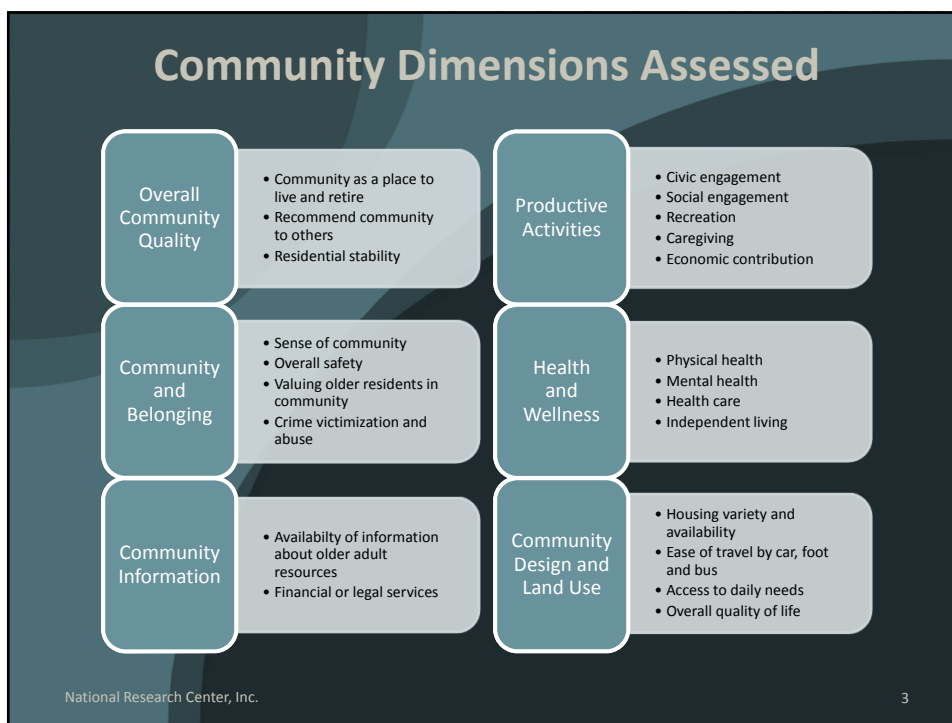 Community Dimensions Assessed
Overall
Community
Quality
• Community as a place to
live and retire
• Recommend community
to others
• Residential stability
Community
and
Belonging
• Sense of community
• Overall safety
• Valuing older residents in
community
• Crime victimization and
abuse
Community
Information
• Availabilty of information
about older adult
resources
• Financial or legal services
Productive
Activities
• Civic engagement
• Social engagement
• Recreation
• Caregiving
• Economic contribution
Health
and
Wellness
• Physical health
• Mental health
• Health care
• Independent living
Community
Design and
Land Use
• Housing variety and
availability
• Ease of travel by car, foot
and bus
• Access to daily needs
• Overall quality of life
National Research Center, Inc.
3